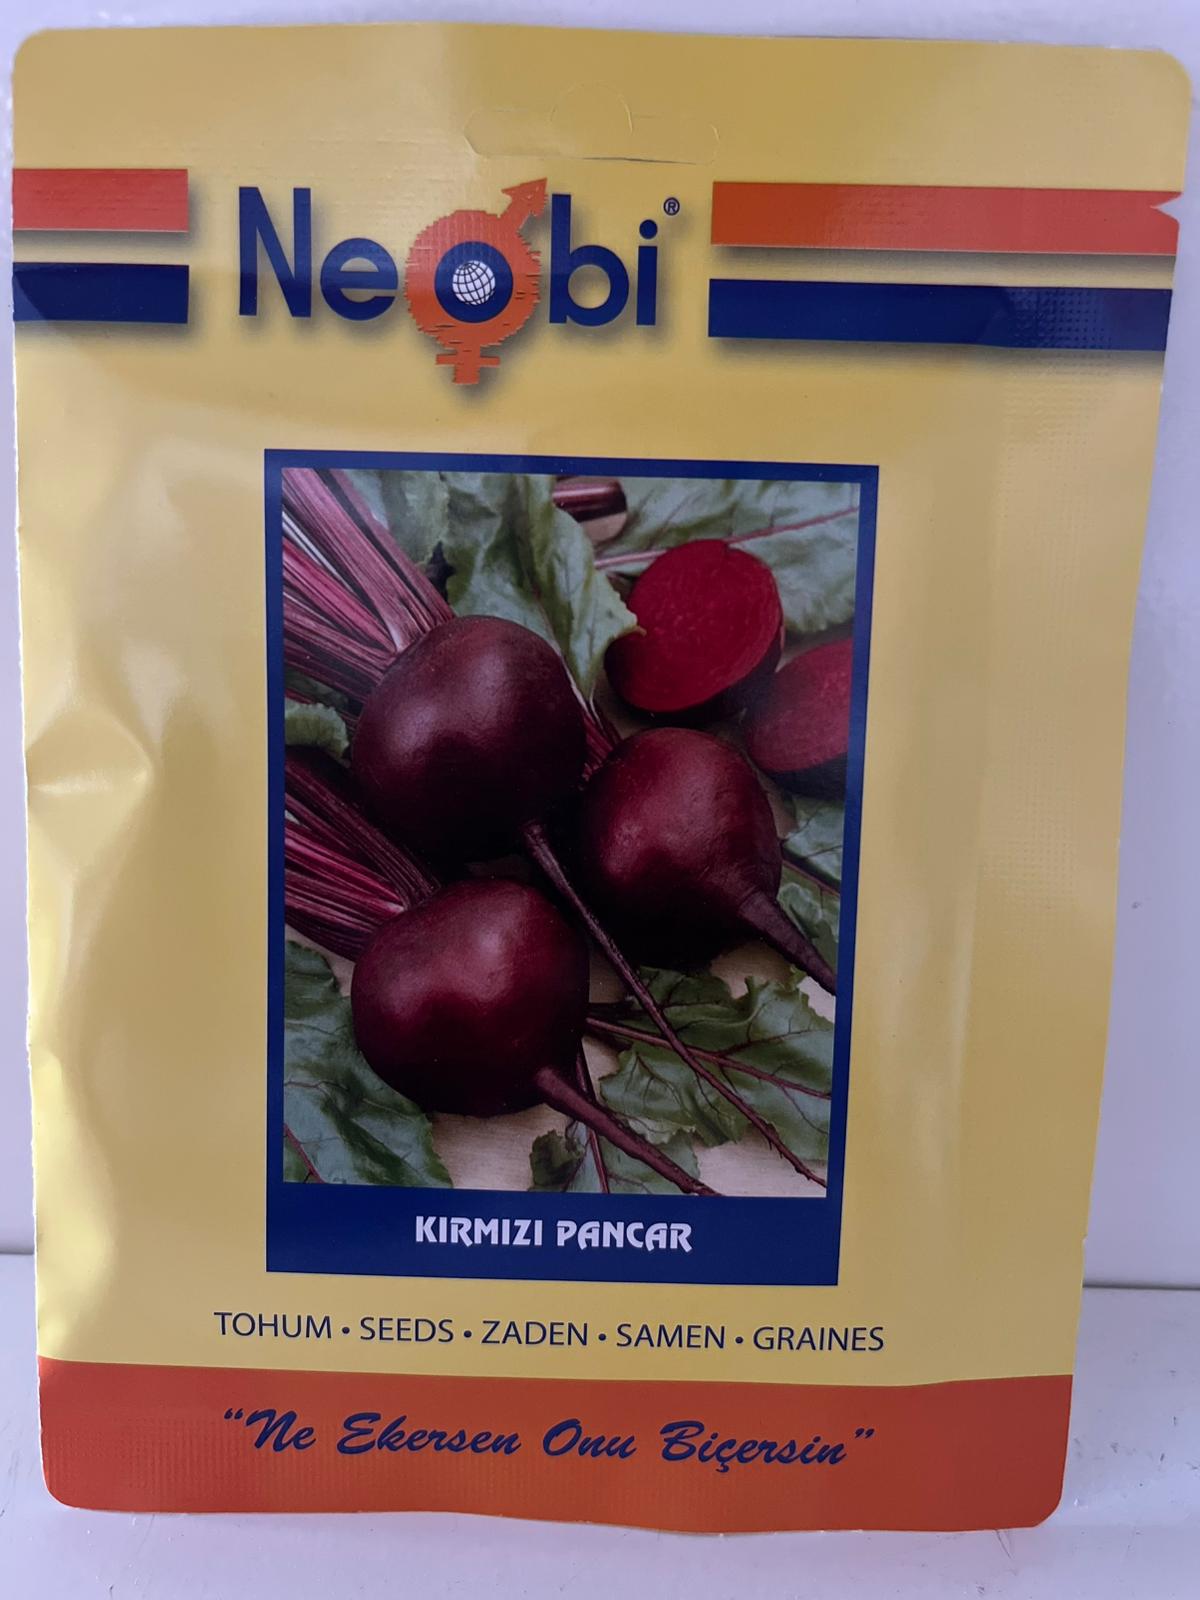 Neobi®
KIRMIZI PANCAR
TOHUM • SEEDS • ZADEN • SAMEN • GRAINES
"Ne Ekersen Onu Biçersin"